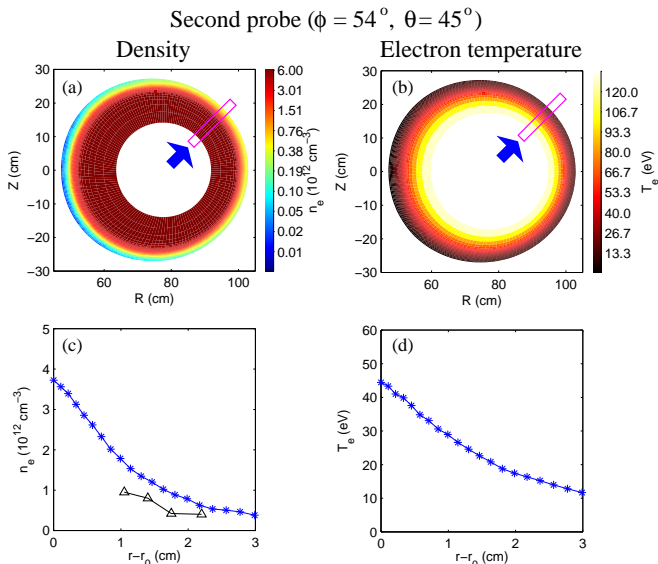 Second probe (ϕ = 54°, θ = 45°)
Density
Electron temperature
(a)
30
20
10
0
−10
−20
−30
Z (cm)
60 80 100
R (cm)
6.00
3.01
1.51
0.76
0.38
0.19
0.10
0.05
0.02
0.01
n_e (10^12 cm^−3)
(b)
30
20
10
0
−10
−20
−30
Z (cm)
60 80 100
R (cm)
120.0
106.7
93.3
80.0
66.7
53.3
40.0
26.7
13.3
T_e (eV)
(c)
5
4
3
2
1
0
n_e (10^12 cm^−3)
0 1 2 3
r−r_o (cm)
(d)
60
50
40
30
20
10
0
T_e (eV)
0 1 2 3
r−r_o (cm)